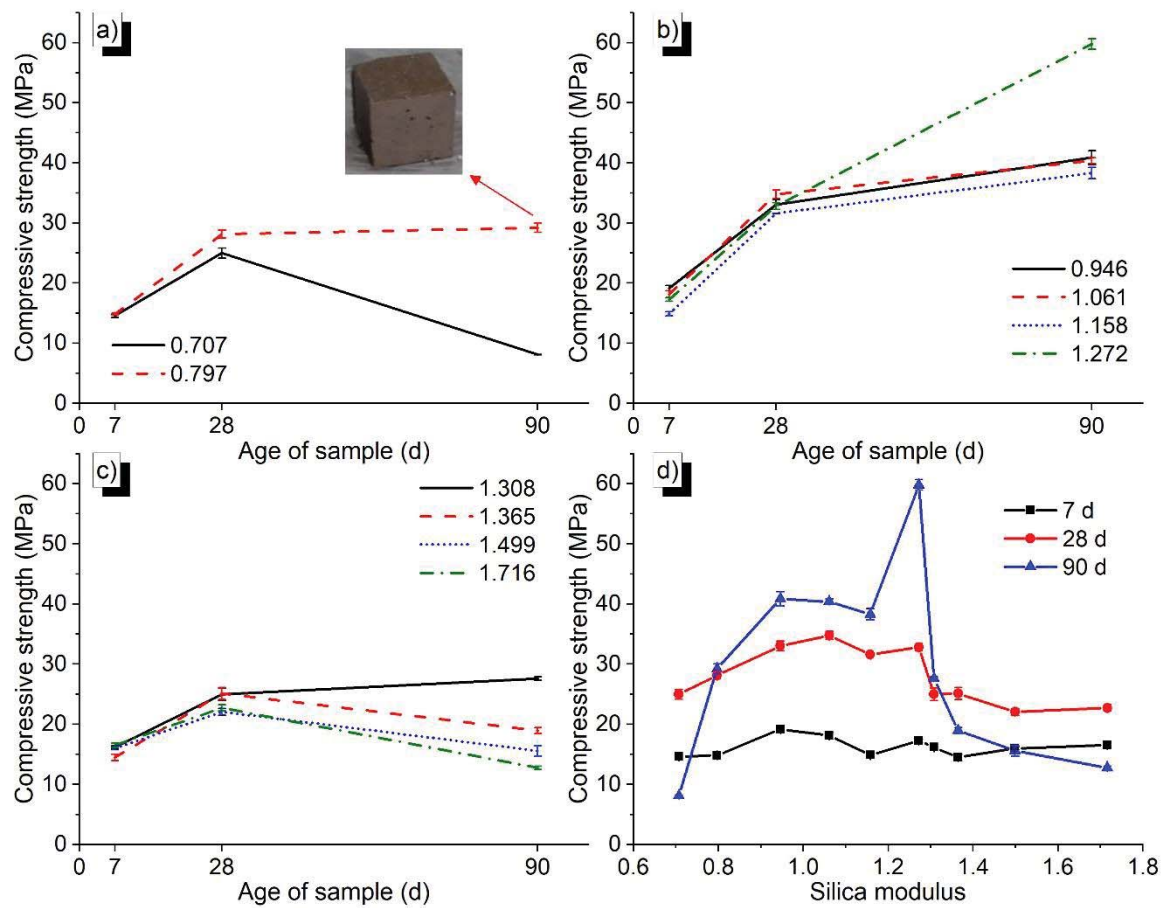 a)
Compressive strength (MPa)
60
50
40
30
20
10
0
0 7 28 90
Age of sample (d)
0.707
0.797
b)
Compressive strength (MPa)
60
50
40
30
20
10
0
0 7 28 90
Age of sample (d)
0.946
1.061
1.158
1.272
c)
Compressive strength (MPa)
60
50
40
30
20
10
0
0 7 28 90
Age of sample (d)
1.308
1.365
1.499
1.716
d)
Compressive strength (MPa)
60
50
40
30
20
10
0
0.6 0.8 1.0 1.2 1.4 1.6 1.8
Silica modulus
7 d
28 d
90 d